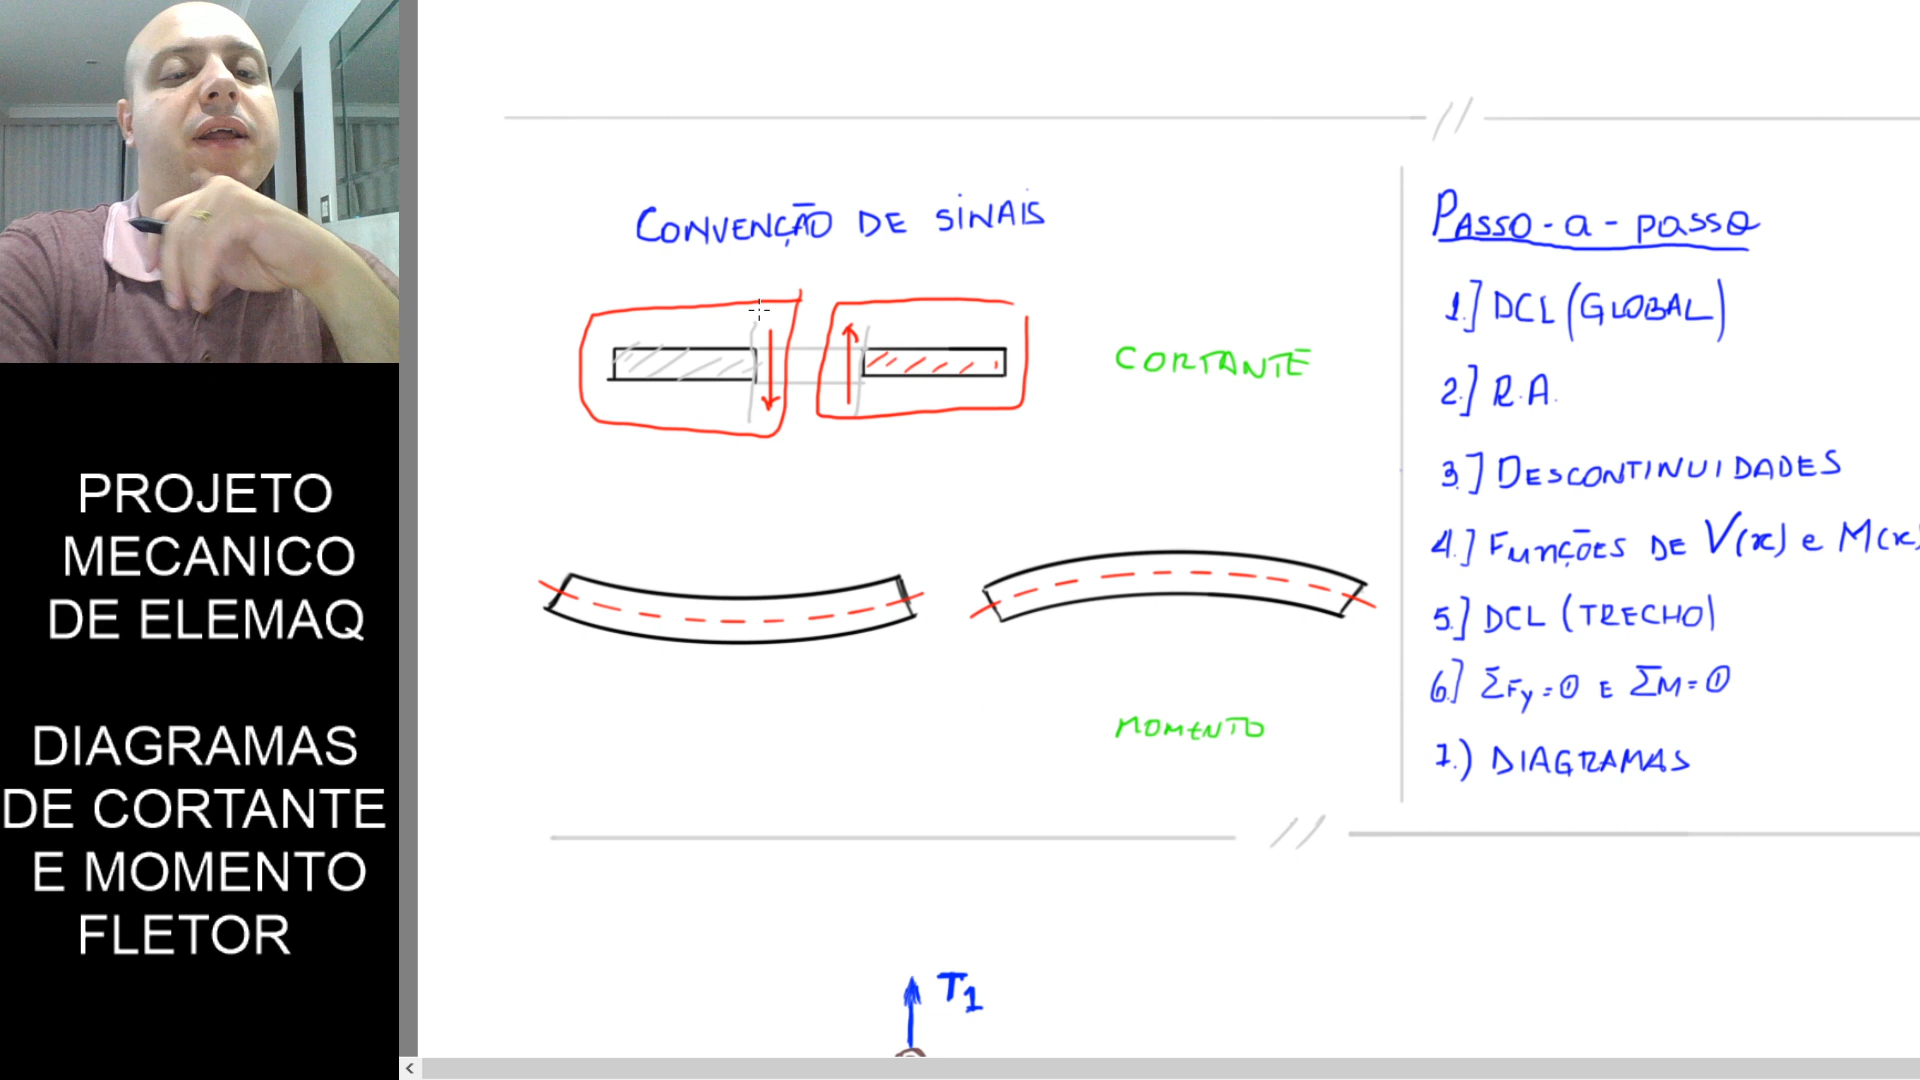 PROJETO
MECANICO
DE ELEMAQ
DIAGRAMAS
DE CORTANTE
E MOMENTO
FLETOR
CONVENÇÃO DE SINAIS
CORTANTE
MOMENTO
T1
PASSO-a-passo
1.] DCL (GLOBAL)
2.] R.A.
3.] DESCONTINUIDADES
4.] FUNÇÕES DE V(x) e M(x)
5.] DCL (TRECHO)
6.] ΣFy=0 E ΣM=0
7.) DIAGRAMAS